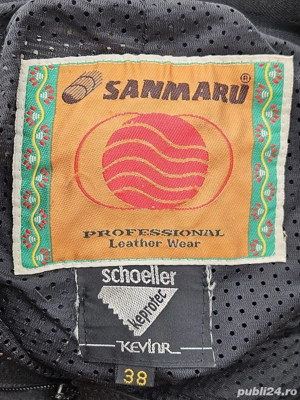 SANMARU ®
PROFESSIONAL
Leather Wear
schoeller
keprotec
KEVLAR
38
publi24.ro